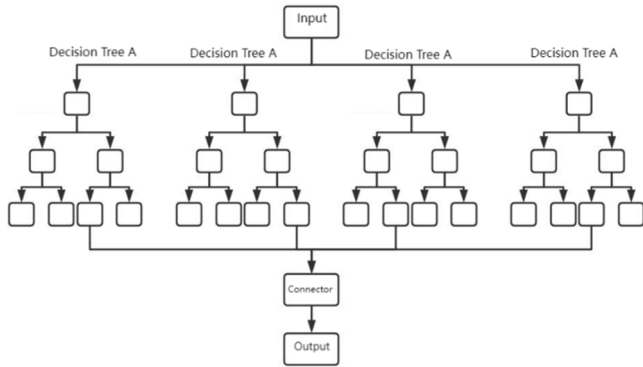 Input
Decision Tree A
Decision Tree A
Decision Tree A
Decision Tree A
Connector
Output